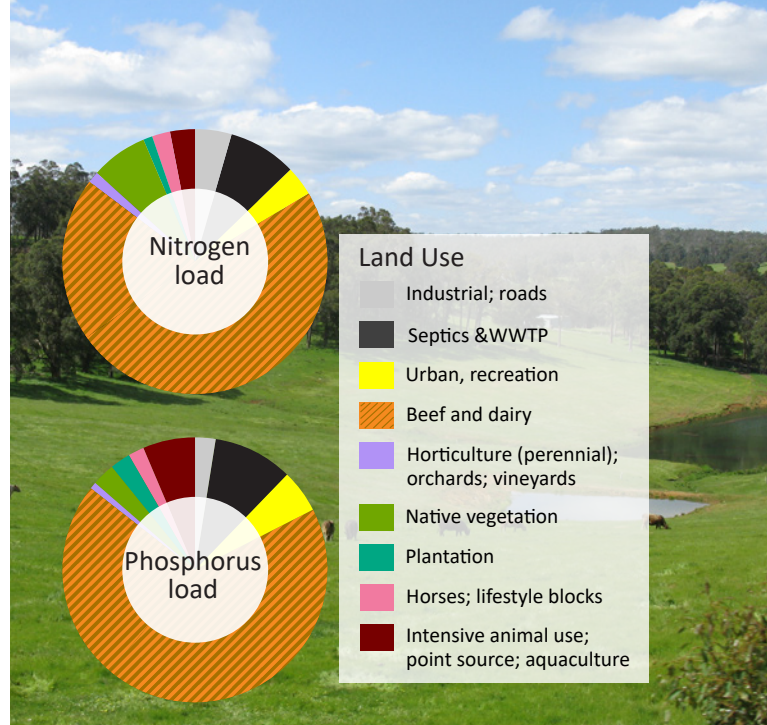 Nitrogen
load
Land Use
Industrial; roads
Septics &WWTP
Urban, recreation
Beef and dairy
Horticulture (perennial);
orchards; vineyards
Native vegetation
Plantation
Horses; lifestyle blocks
Intensive animal use;
point source; aquaculture
Phosphorus
load